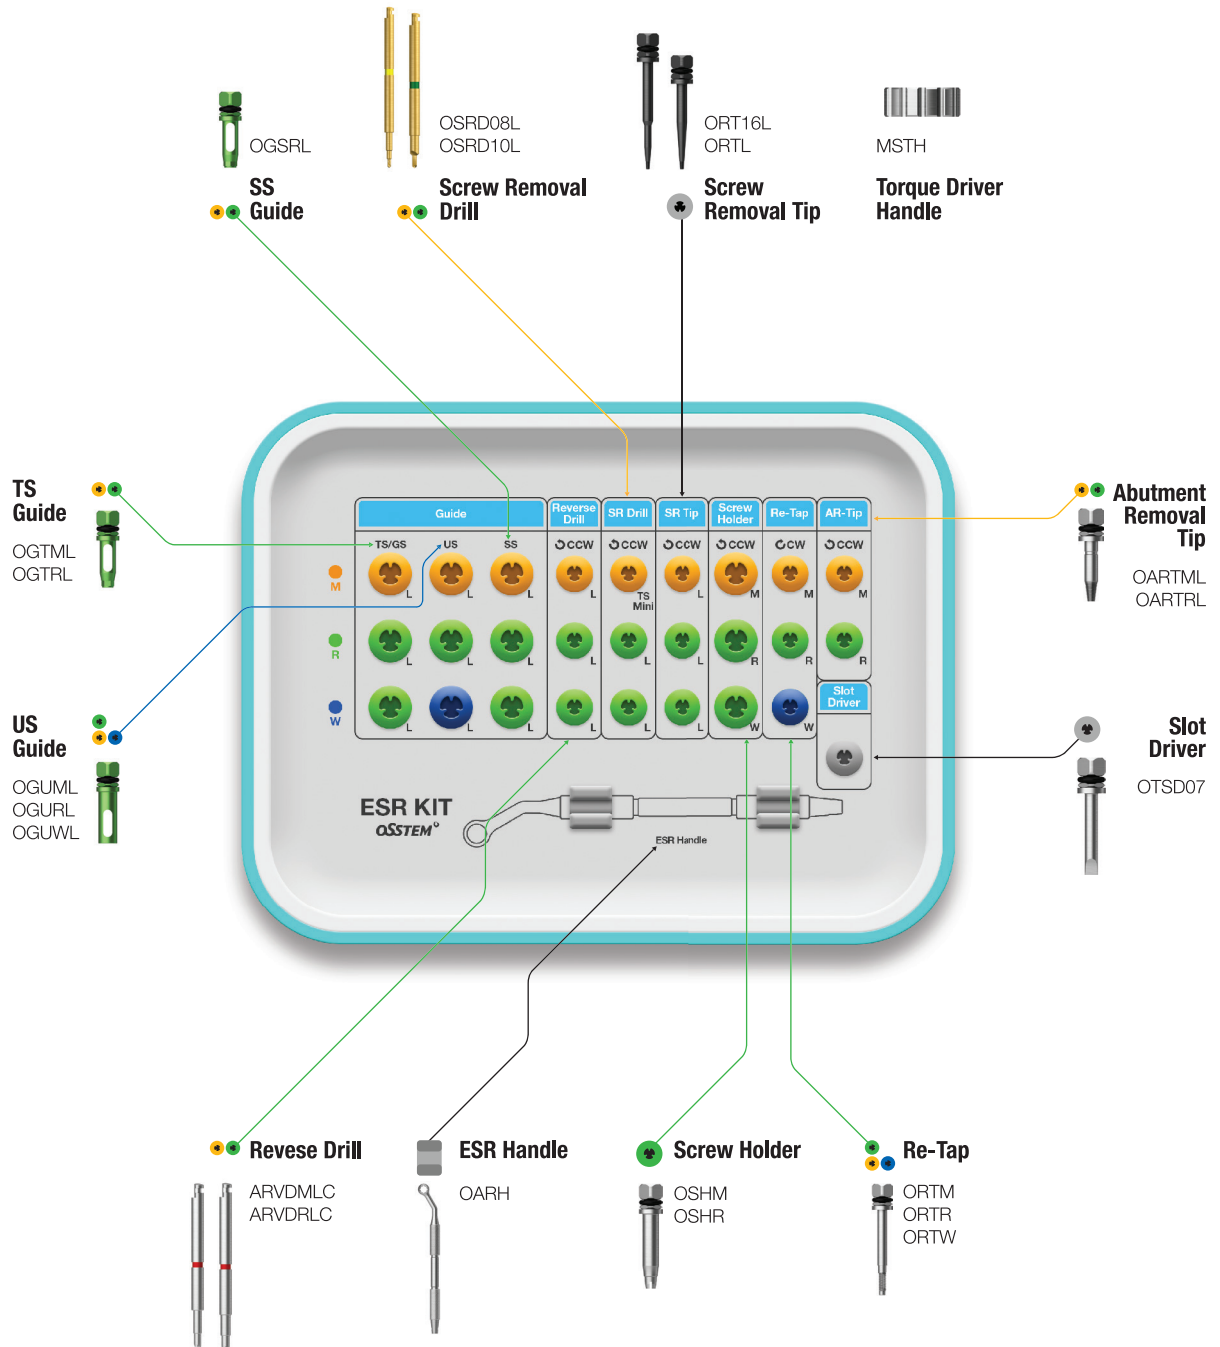 OGSRL
SS
Guide
OSRD08L
OSRD10L
Screw Removal
Drill
ORT16L
ORTL
Screw
Removal Tip
MSTH
Torque Driver
Handle
TS
Guide
OGTML
OGTRL
US
Guide
OGUML
OGURL
OGUWL
Guide
Reverse
Drill
SR Drill
SR Tip
Screw
Holder
Re-Tap
AR-Tip
TS/GS
US
SS
CCW
CCW
CCW
CCW
CW
CCW
M
L
L
L
L
TS
Mini
L
M
M
M
R
L
L
L
L
L
L
R
R
R
W
L
L
L
L
L
L
W
W
Slot
Driver
ESR KIT
OSSTEM®
ESR Handle
Abutment
Removal
Tip
OARTML
OARTRL
Slot
Driver
OTSD07
Revese Drill
ARVDMLC
ARVDRLC
ESR Handle
OARH
Screw Holder
OSHM
OSHR
Re-Tap
ORTM
ORTR
ORTW